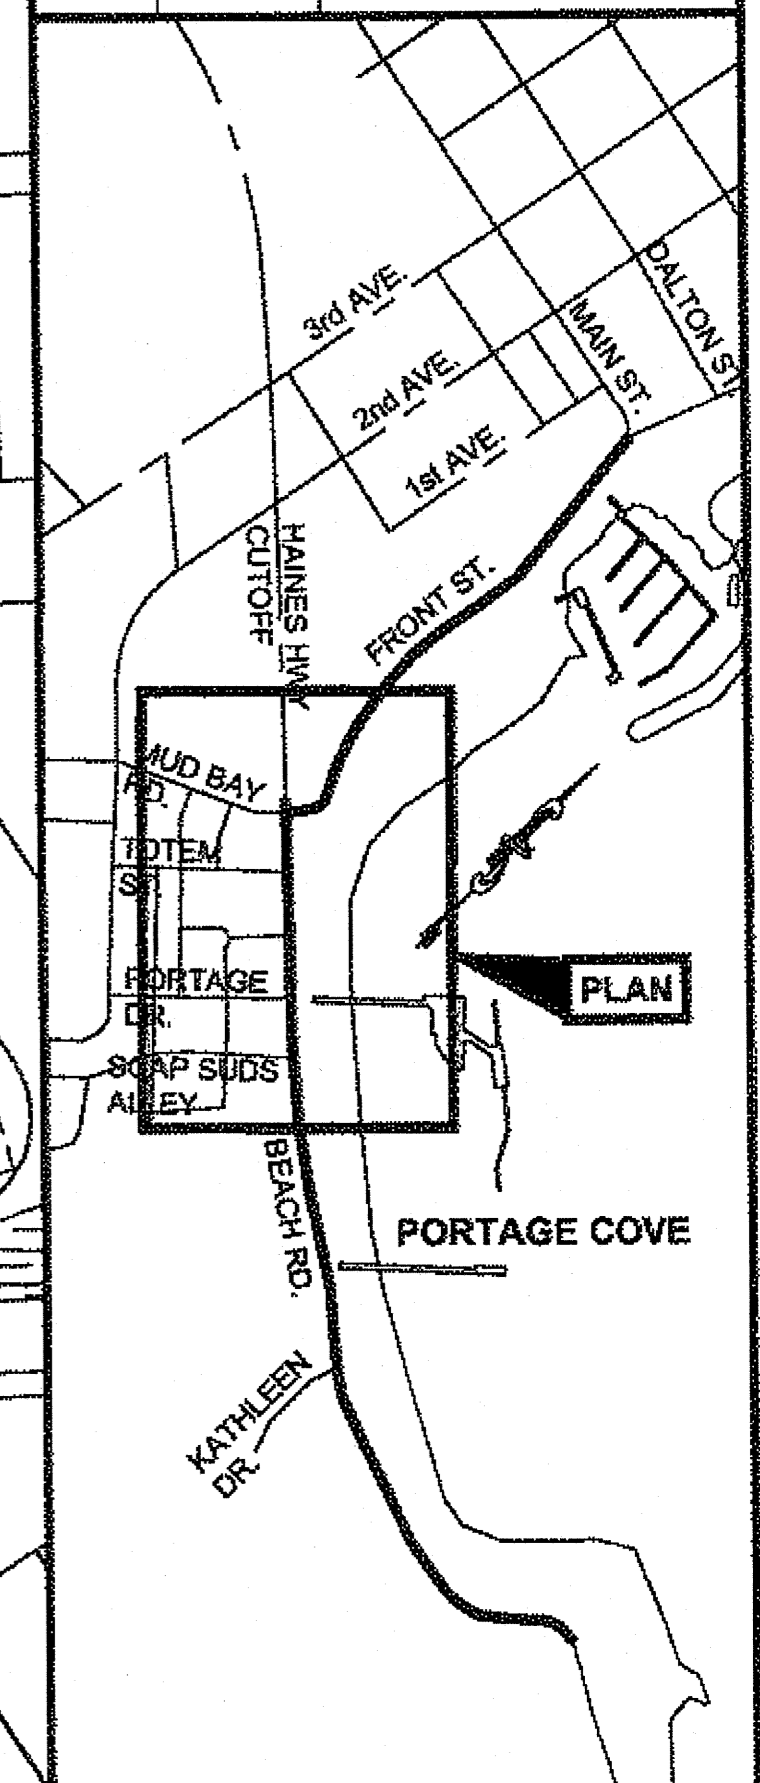 DALTON ST.
3rd AVE.
MAIN ST.
2nd AVE.
1st AVE.
HAINES HWY
CUTOFF
FRONT ST.
MUD BAY
RD.
TOTEM
ST.
PORTAGE
DR.
PLAN
SOAP SUDS
ALLEY
BEACH RD.
PORTAGE COVE
KATHLEEN
DR.